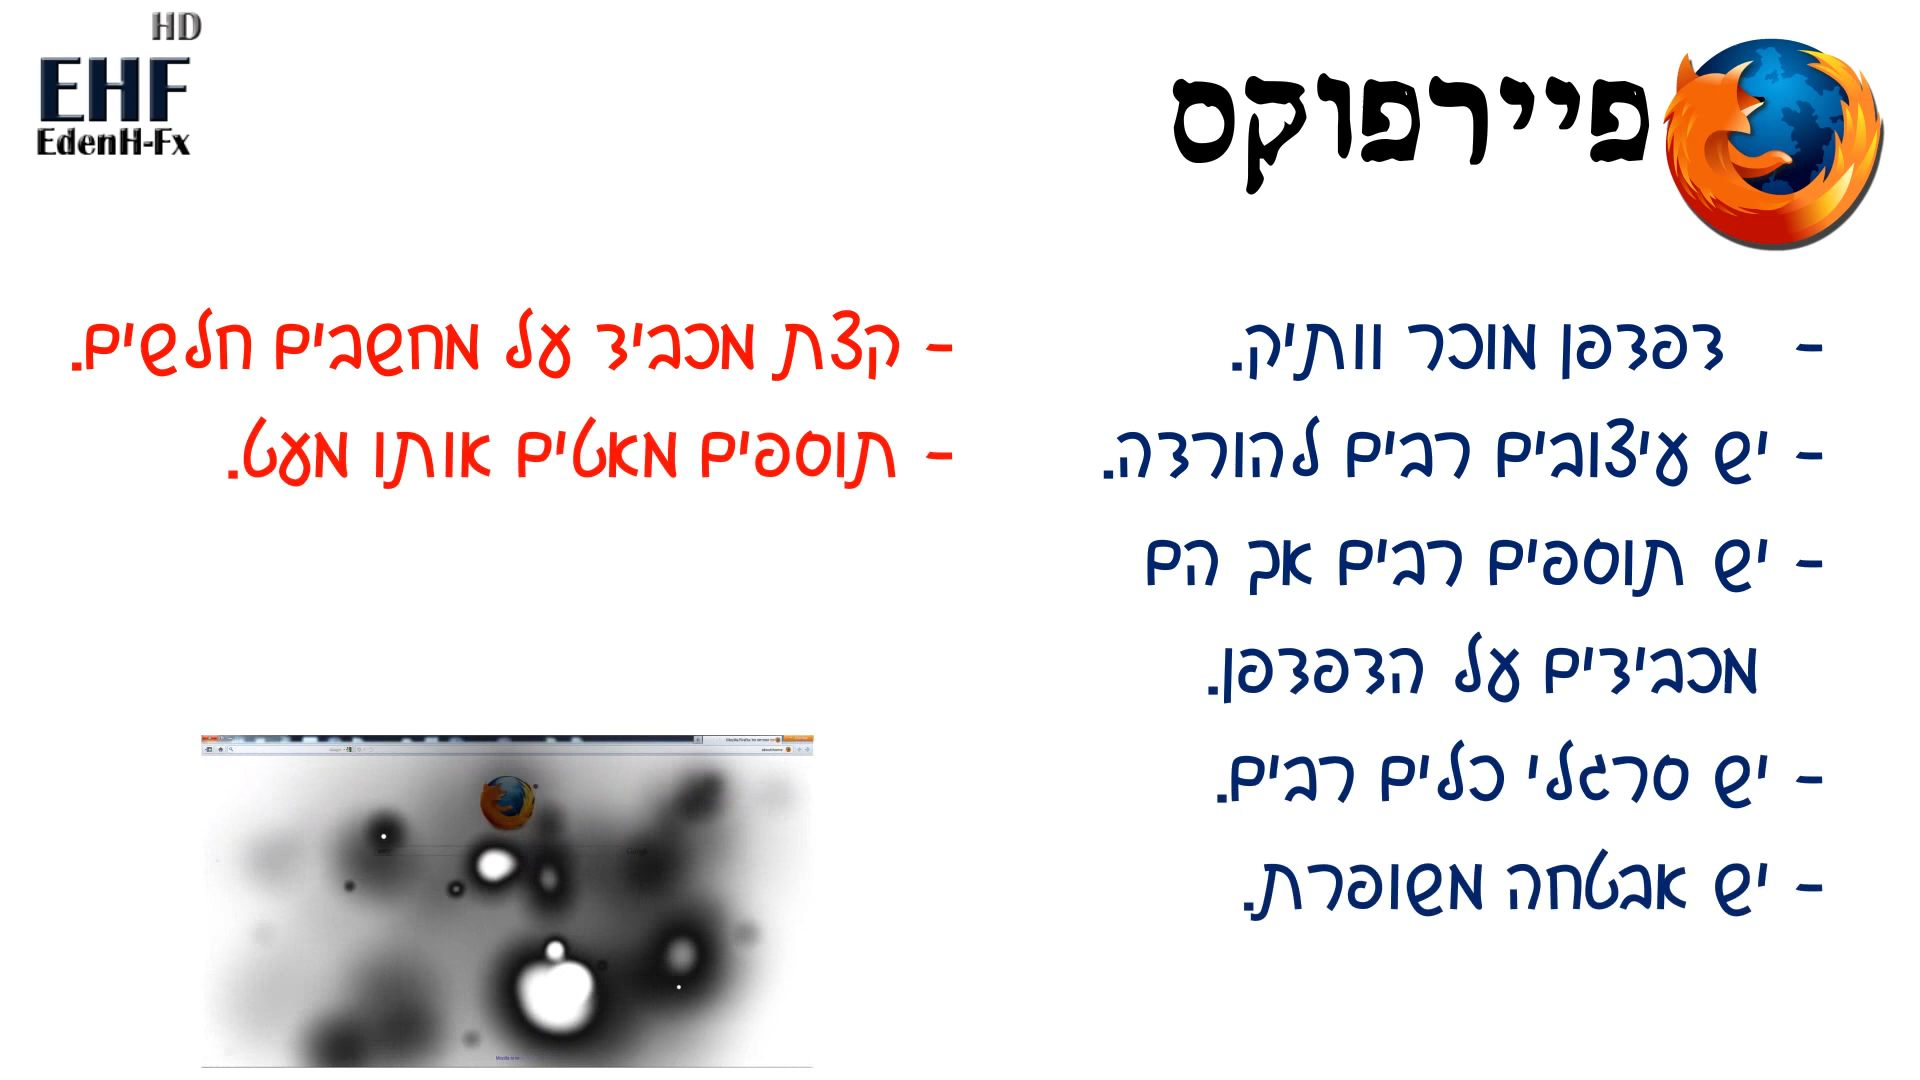 HD
EHF
EdenH-Fx
פיירפוקס
- דפדפן מוכר וותיק.
- יש עיצובים רבים להורדה.
- יש תוספים רבים אך הם
מכבידים על הדפדפן.
- יש סרגלי כלים רבים.
- יש אבטחה משופרת.
- קצת מכביד על מחשבים חלשים.
- תוספים מאטים אותו מעט.